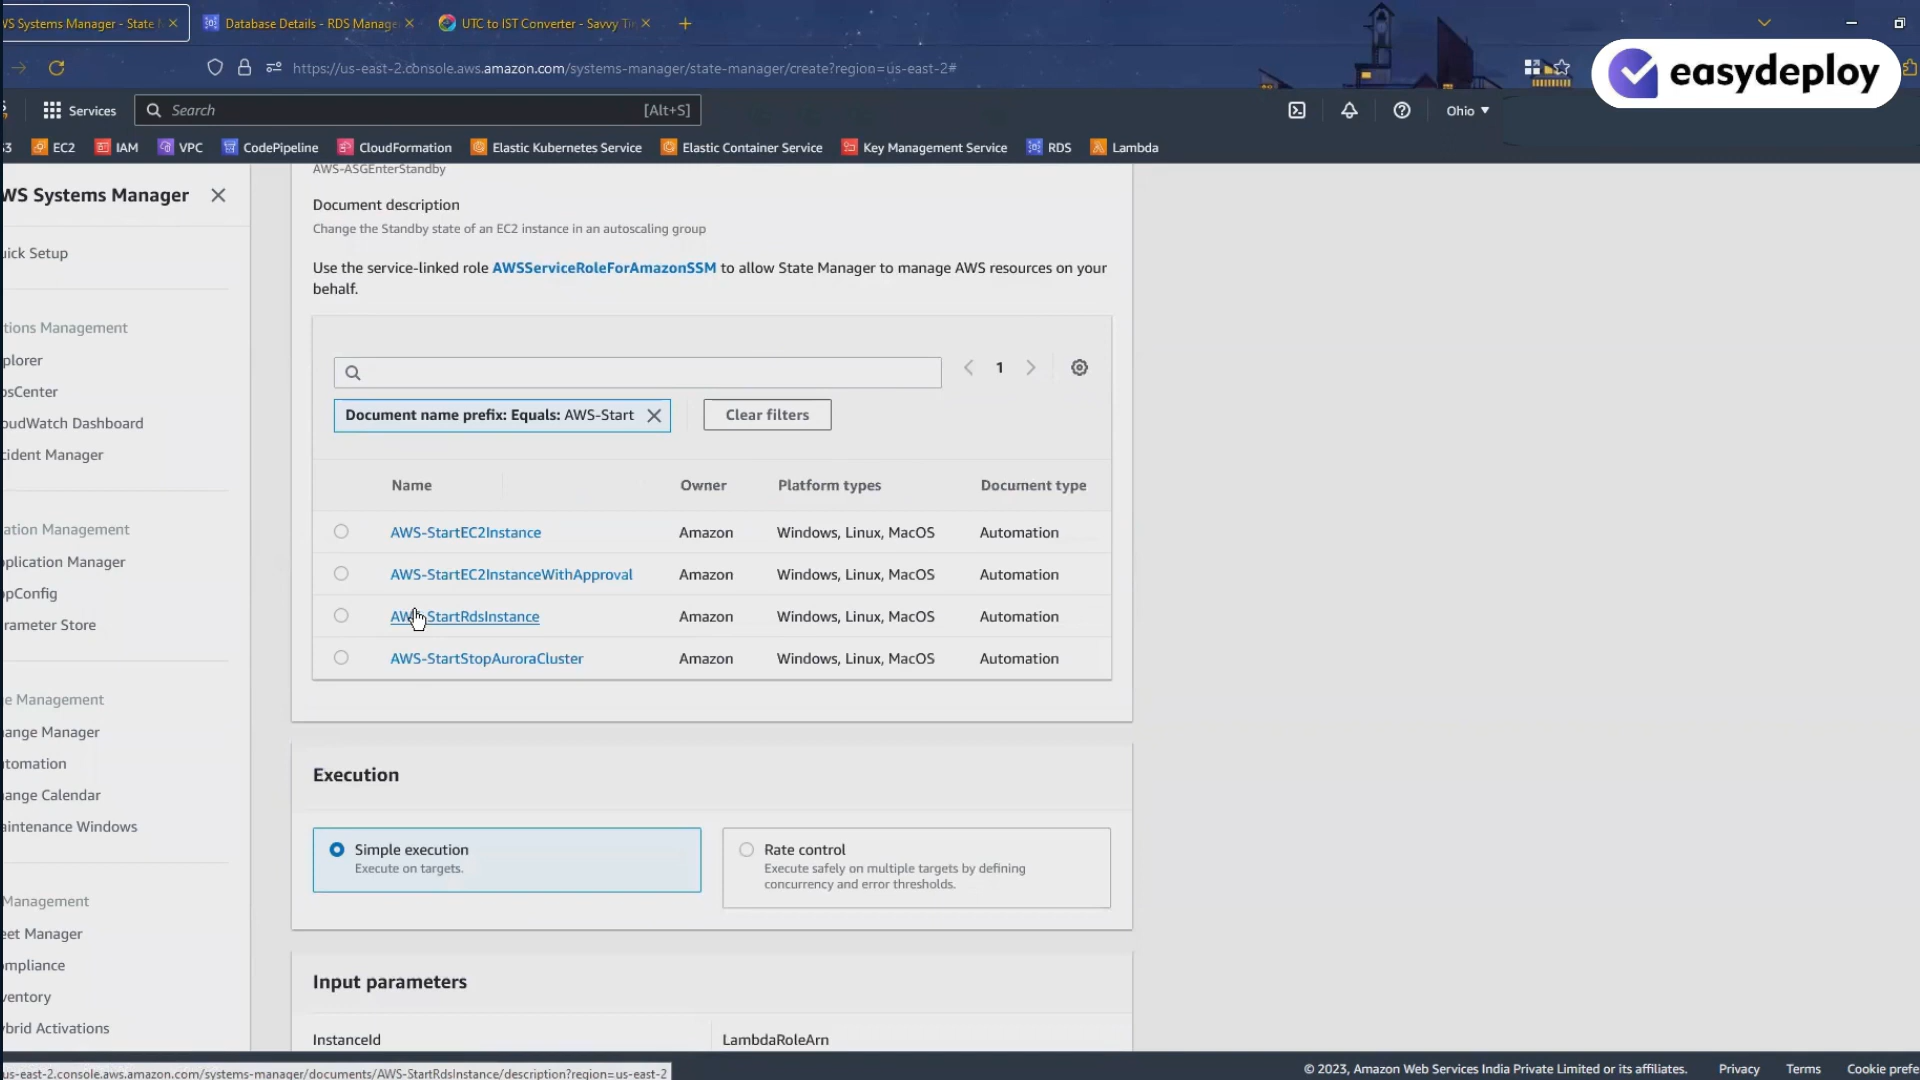 WS Systems Manager - State
Database Details - RDS Manage
UTC to IST Converter - Savvy Ti
https://us-east-2.console.aws.amazon.com/systems-manager/state-manager/create?region=us-east-2#
easydeploy
Services
Search
[Alt+S]
Ohio
S3
EC2
IAM
VPC
CodePipeline
CloudFormation
Elastic Kubernetes Service
Elastic Container Service
Key Management Service
RDS
Lambda
WS Systems Manager
uick Setup
tions Management
plorer
osCenter
oudWatch Dashboard
cident Manager
ation Management
pplication Manager
opConfig
rameter Store
e Management
ange Manager
tomation
ange Calendar
aintenance Windows
Management
eet Manager
ompliance
ventory
ybrid Activations
AWS-ASGEnterStandby
Document description
Change the Standby state of an EC2 instance in an autoscaling group
Use the service-linked role AWSServiceRoleForAmazonSSM to allow State Manager to manage AWS resources on your
behalf.
1
Document name prefix: Equals: AWS-Start
Clear filters
Name Owner Platform types Document type
AWS-StartEC2Instance Amazon Windows, Linux, MacOS Automation
AWS-StartEC2InstanceWithApproval Amazon Windows, Linux, MacOS Automation
AWS-StartRdsInstance Amazon Windows, Linux, MacOS Automation
AWS-StartStopAuroraCluster Amazon Windows, Linux, MacOS Automation
Execution
Simple execution
Execute on targets.
Rate control
Execute safely on multiple targets by defining
concurrency and error thresholds.
Input parameters
InstanceId
LambdaRoleArn
us-east-2.console.aws.amazon.com/systems-manager/documents/AWS-StartRdsInstance/description?region=us-east-2
© 2023, Amazon Web Services India Private Limited or its affiliates.
Privacy
Terms
Cookie prefe